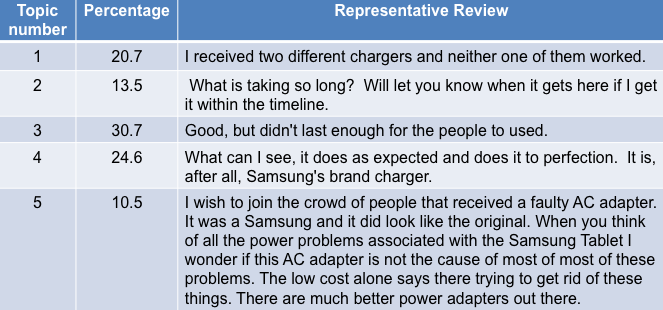 Topic number Percentage Representative Review
1 20.7 I received two different chargers and neither one of them worked.
2 13.5 What is taking so long?  Will let you know when it gets here if I get
it within the timeline.
3 30.7 Good, but didn't last enough for the people to used.
4 24.6 What can I see, it does as expected and does it to perfection.  It is,
after all, Samsung's brand charger.
5 10.5 I wish to join the crowd of people that received a faulty AC adapter.
It was a Samsung and it did look like the original. When you think
of all the power problems associated with the Samsung Tablet I
wonder if this AC adapter is not the cause of most of most of these
problems. The low cost alone says there trying to get rid of these
things. There are much better power adapters out there.